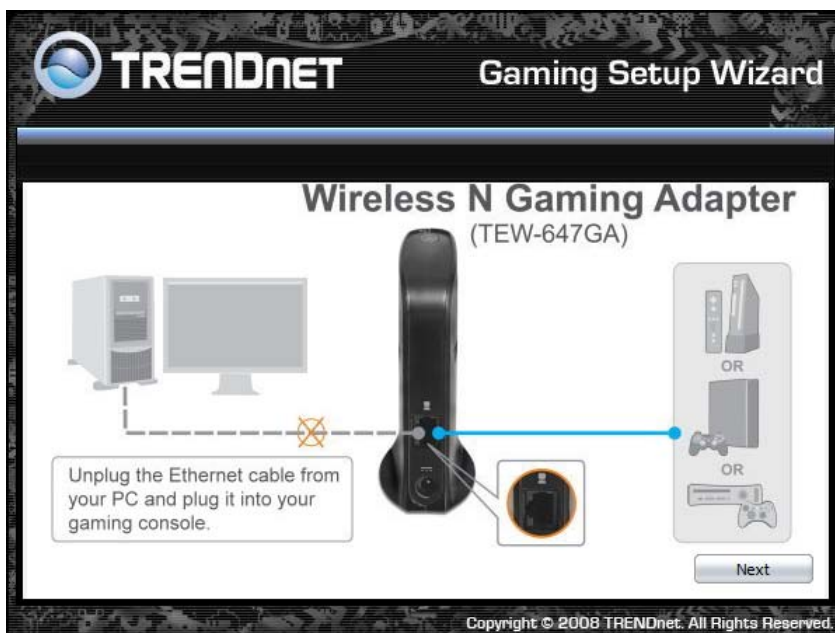 TRENDNET
Gaming Setup Wizard
Wireless N Gaming Adapter
(TEW-647GA)
OR
OR
Unplug the Ethernet cable from
your PC and plug it into your
gaming console.
Next
Copyright © 2008 TRENDnet. All Rights Reserved.